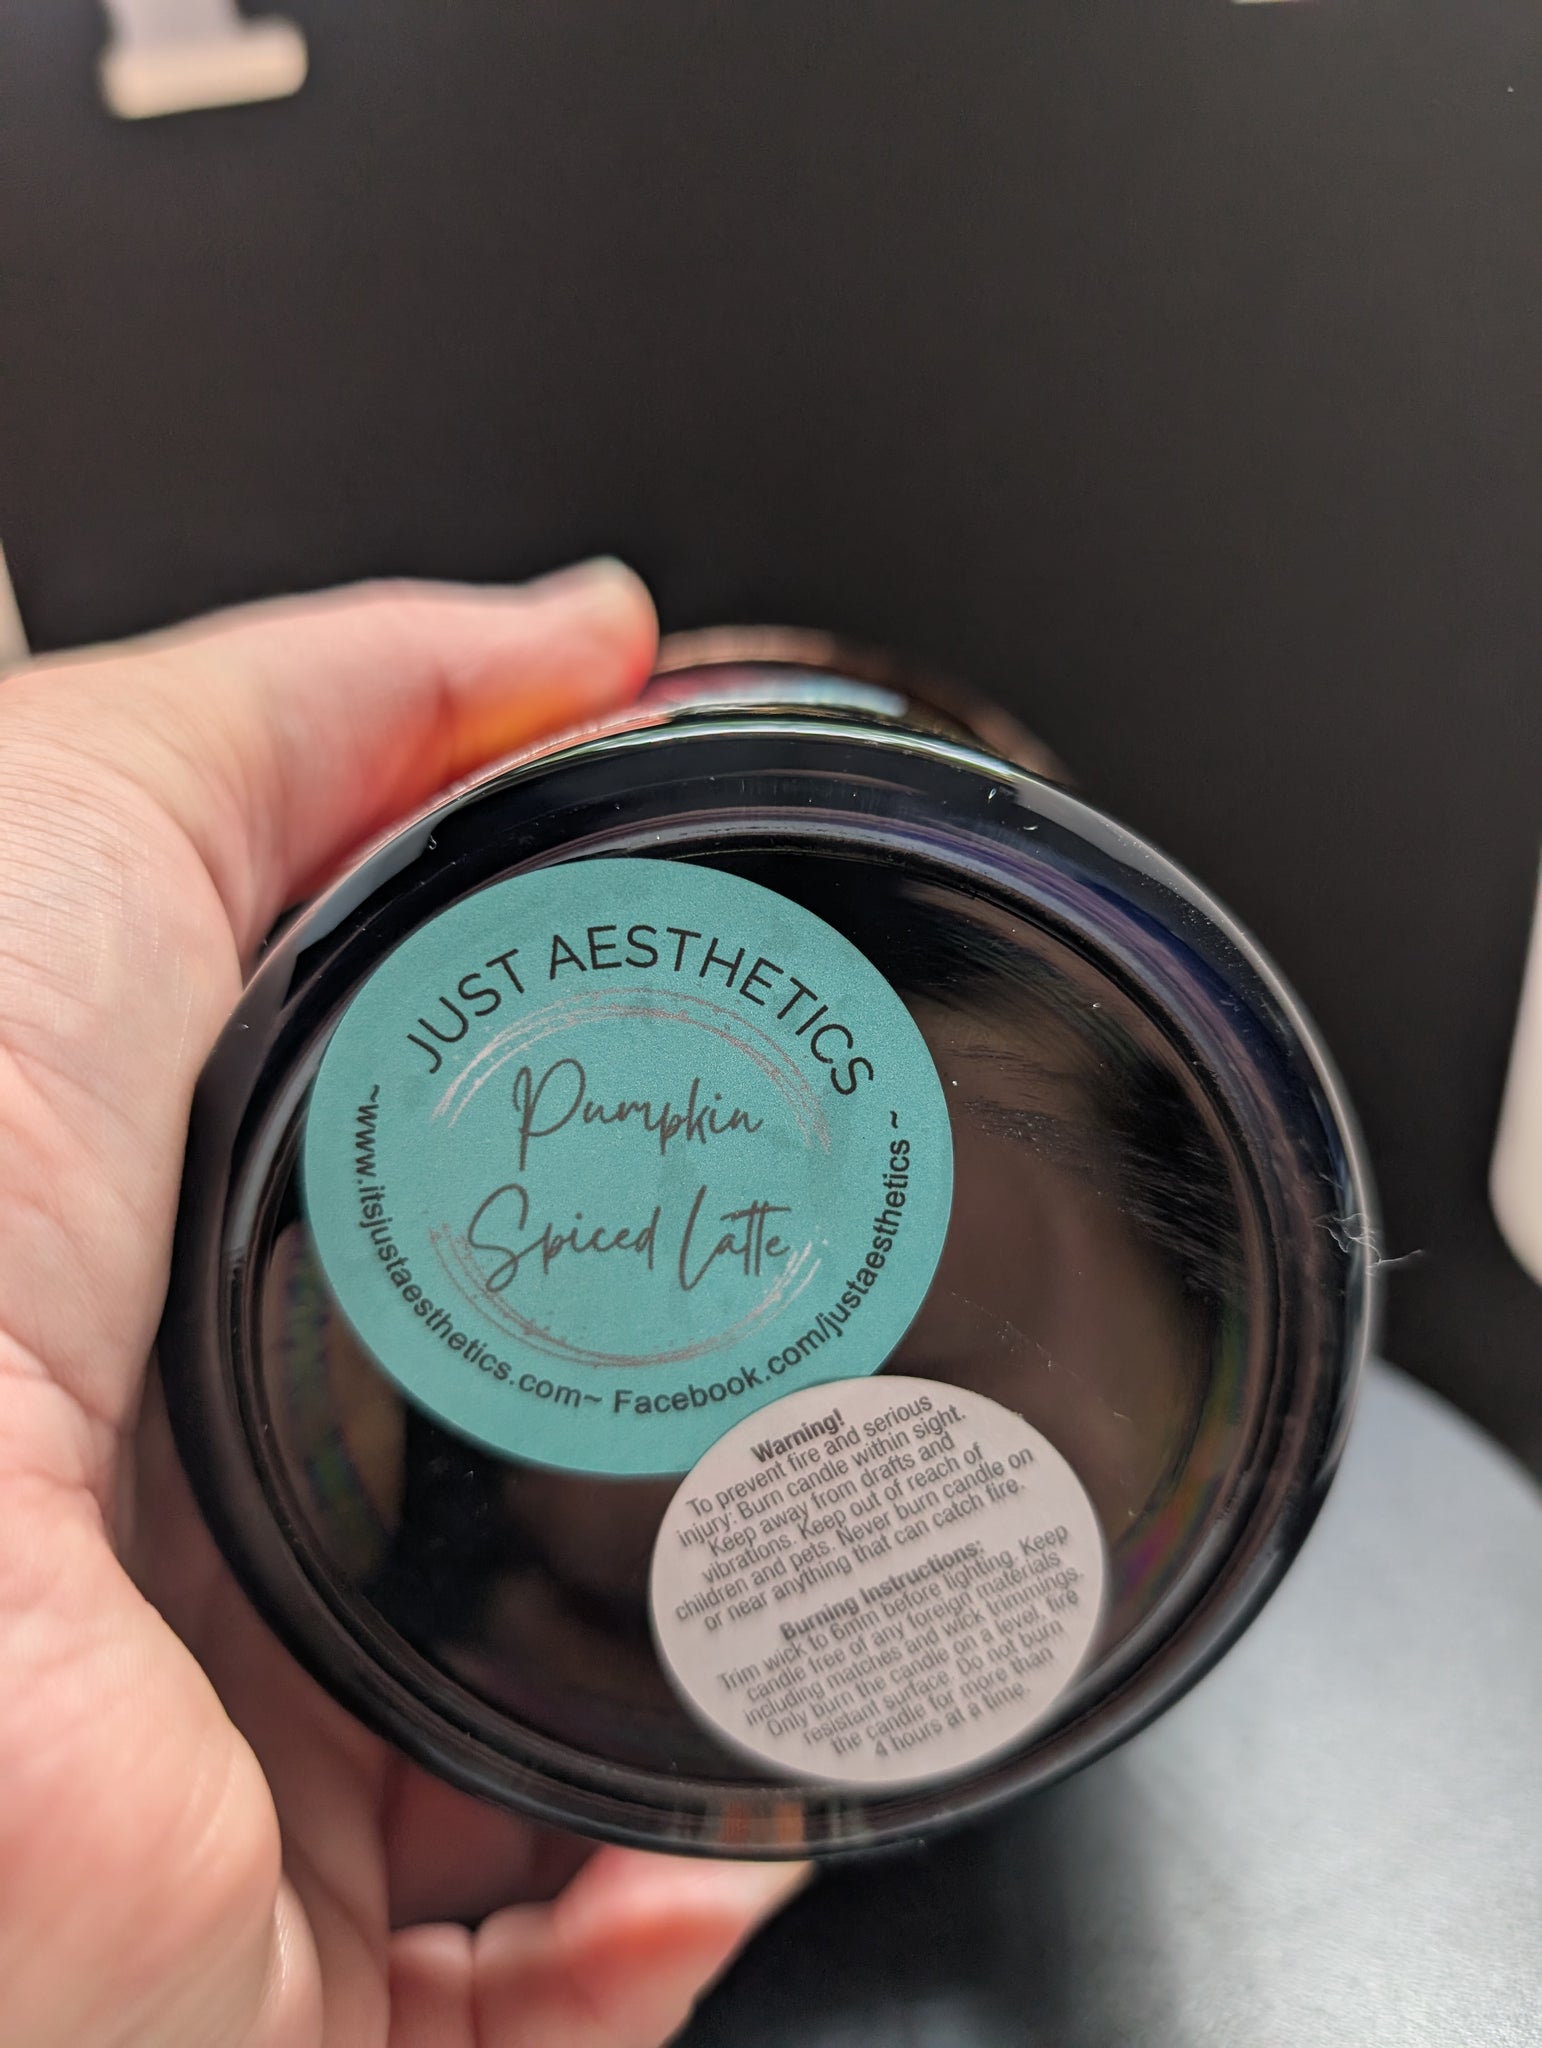 JUST AESTHETICS
Pumpkin
Spiced Latte
~www.itsjustaesthetics.com~ Facebook.com/justaesthetics ~
Warning!
To prevent fire and serious
injury: Burn candle within sight.
Keep away from drafts and
vibrations. Keep out of reach of
children and pets. Never burn candle on
or near anything that can catch fire.
Burning Instructions:
Trim wick to 6mm before lighting. Keep
candle free of any foreign materials
including matches and wick trimmings.
Only burn the candle on a level, fire
resistant surface. Do not burn
the candle for more than
4 hours at a time.